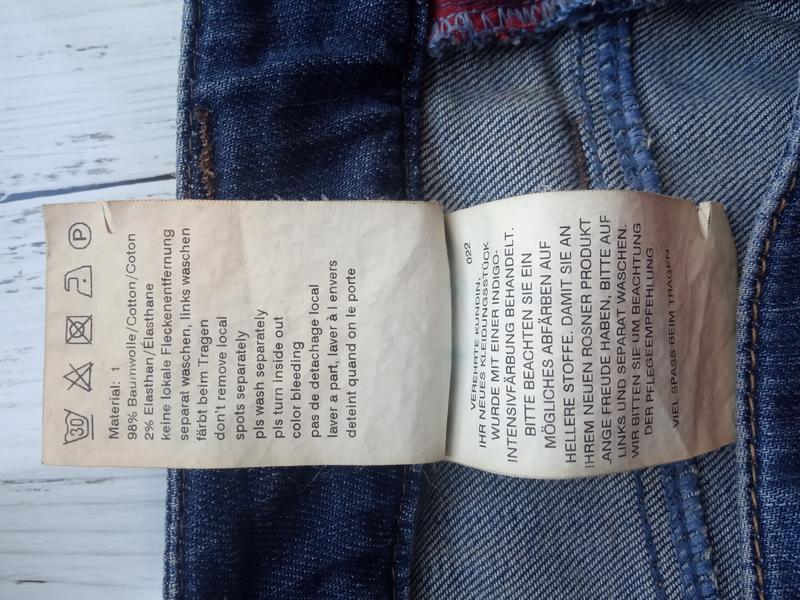 30 P
Material: 1
98% Baumwolle/Cotton/Coton
2% Elasthan/Élasthane
keine lokale Fleckenentfernung
separat waschen, links waschen
färbt beim Tragen
don't remove local
spots separately
pls wash separately
pls turn inside out
color bleeding
pas de detachage local
laver a part, laver à l envers
deteint quand on le porte
022
VEREHRTE KUNDIN,
IHR NEUES KLEIDUNGSSTÜCK
WURDE MIT EINER INDIGO-
INTENSIVFÄRBUNG BEHANDELT.
BITTE BEACHTEN SIE EIN
MÖGLICHES ABFÄRBEN AUF
HELLERE STOFFE. DAMIT SIE AN
IHREM NEUEN ROSNER PRODUKT
ANGE FREUDE HABEN, BITTE AUF
LINKS UND SEPARAT WASCHEN.
WIR BITTEN SIE UM BEACHTUNG
DER PFLEGEEMPFEHLUNG.
VIEL SPASS BEIM TRAGEN